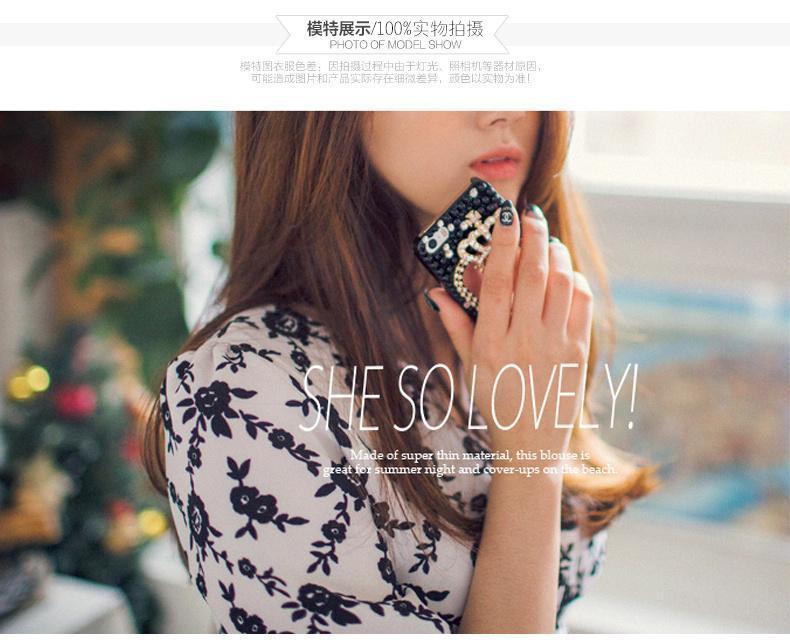 模特展示/100%实物拍摄
PHOTO OF MODEL SHOW
模特图衣服色差：因拍摄过程中由于灯光、照相机等器材原因，
可能造成图片和产品实际存在细微差异，颜色以实物为准！
SHE SO LOVELY!
Made of super thin material, this blouse is
great for summer night and cover-ups on the beach.